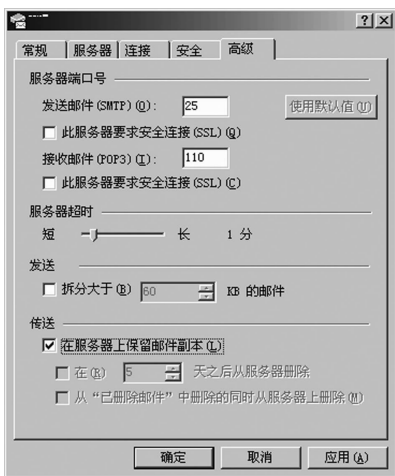 常规 服务器 连接 安全 高级
服务器端口号
发送邮件(SMTP)(O): 25 使用默认值(U)
此服务器要求安全连接(SSL)(Q)
接收邮件(POP3)(I): 110
此服务器要求安全连接(SSL)(C)
服务器超时
短 长 1 分
发送
拆分大于(B) 60 KB 的邮件
传送
在服务器上保留邮件副本(L)
在(R) 5 天之后从服务器删除
从“已删除邮件”中删除的同时从服务器上删除(M)
确定 取消 应用(A)